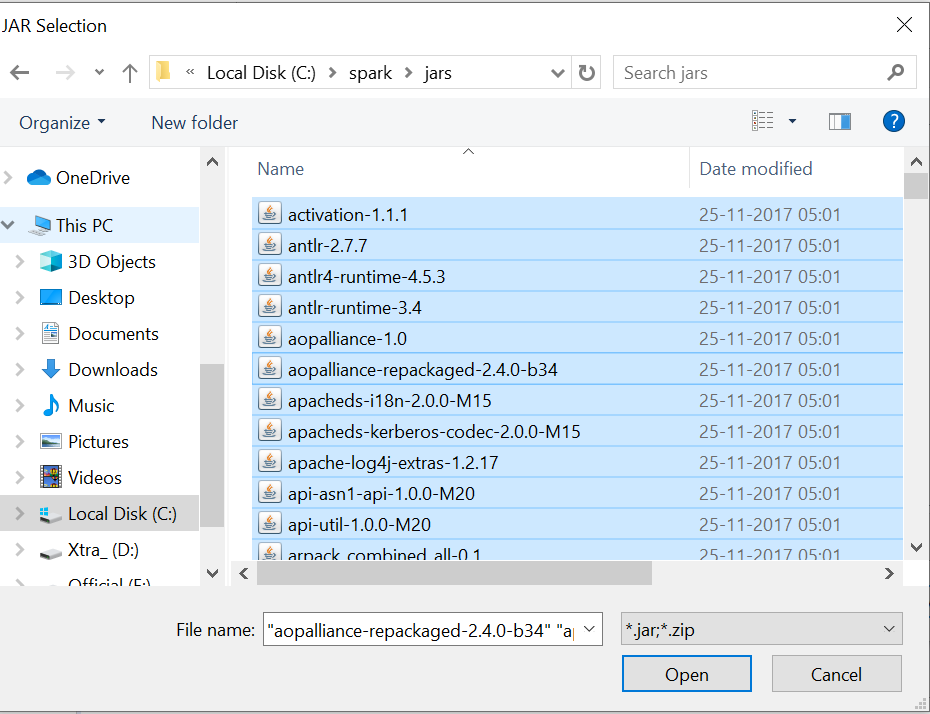 JAR Selection
« Local Disk (C:) > spark > jars
Search jars
Organize
New folder
?
Name
Date modified
OneDrive
This PC
3D Objects
Desktop
Documents
Downloads
Music
Pictures
Videos
Local Disk (C:)
Xtra_ (D:)
Official (E:)
activation-1.1.1 25-11-2017 05:01
antlr-2.7.7 25-11-2017 05:01
antlr4-runtime-4.5.3 25-11-2017 05:01
antlr-runtime-3.4 25-11-2017 05:01
aopalliance-1.0 25-11-2017 05:01
aopalliance-repackaged-2.4.0-b34 25-11-2017 05:01
apacheds-i18n-2.0.0-M15 25-11-2017 05:01
apacheds-kerberos-codec-2.0.0-M15 25-11-2017 05:01
apache-log4j-extras-1.2.17 25-11-2017 05:01
api-asn1-api-1.0.0-M20 25-11-2017 05:01
api-util-1.0.0-M20 25-11-2017 05:01
arpack_combined_all-0.1 25-11-2017 05:01
File name: "aopalliance-repackaged-2.4.0-b34" "a
*.jar;*.zip
Open
Cancel